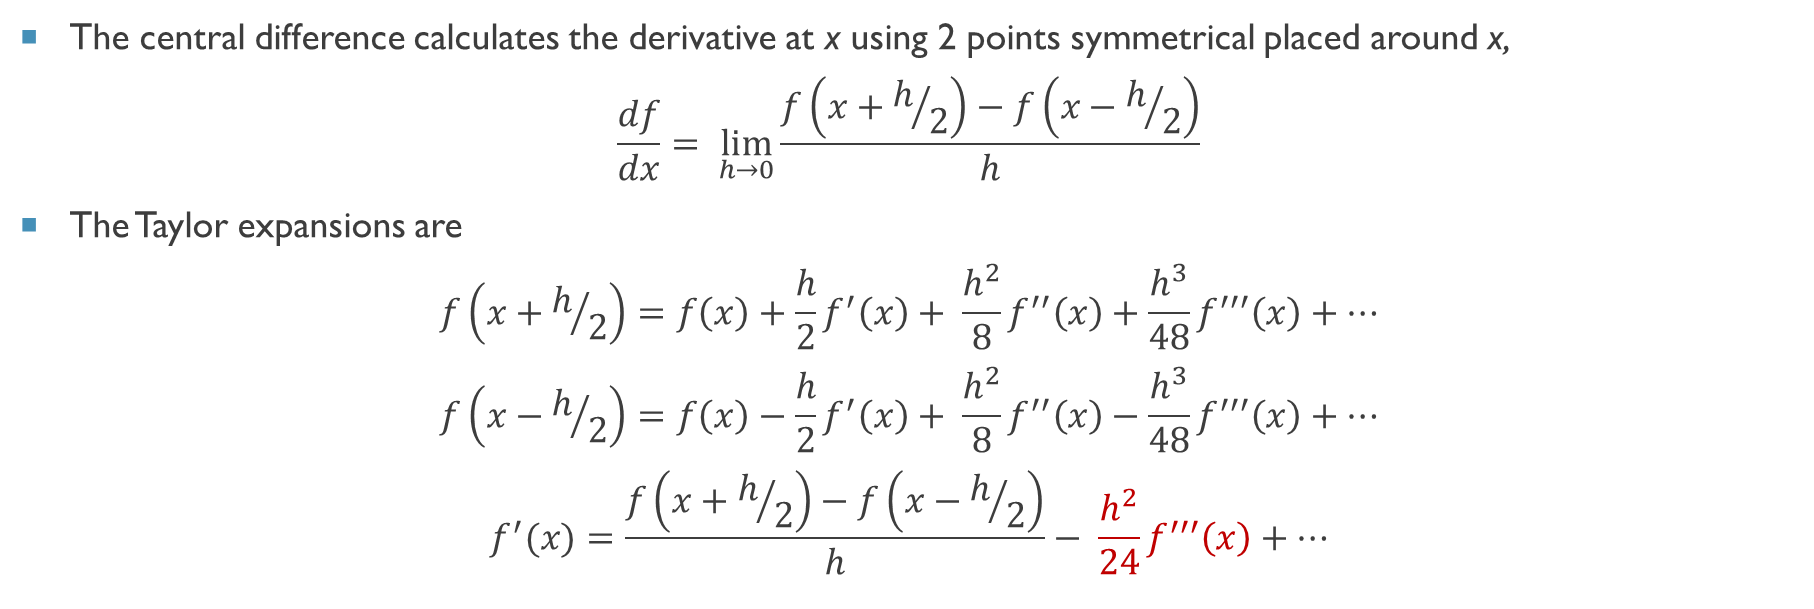 ▪ The central difference calculates the derivative at x using 2 points symmetrical placed around x,
df/dx = lim_{h→0} (f(x + h/2) − f(x − h/2))/h
▪ The Taylor expansions are
f(x + h/2) = f(x) + h/2 f′(x) + h²/8 f″(x) + h³/48 f‴(x) + ⋯
f(x − h/2) = f(x) − h/2 f′(x) + h²/8 f″(x) − h³/48 f‴(x) + ⋯
f′(x) = (f(x + h/2) − f(x − h/2))/h − h²/24 f‴(x) + ⋯